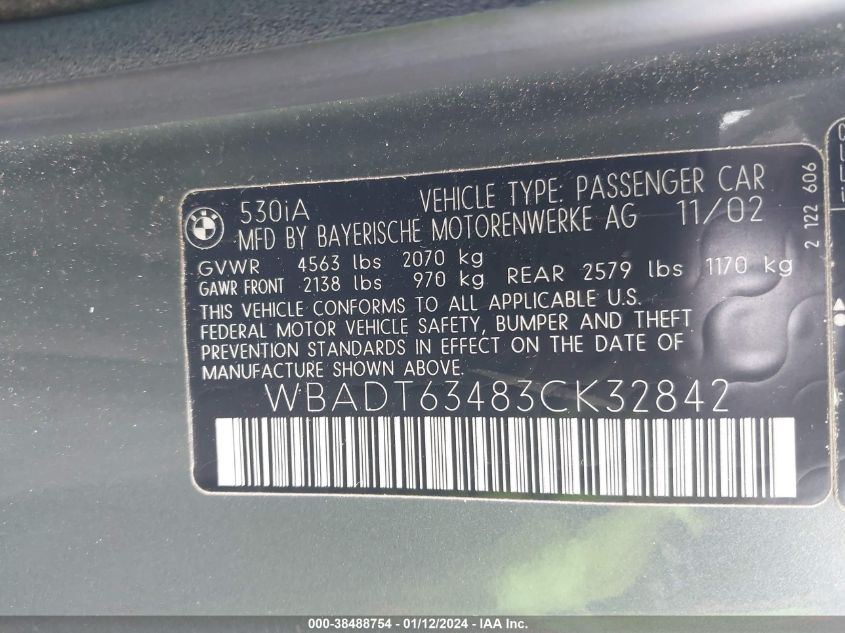 BMW
530iA VEHICLE TYPE: PASSENGER CAR
MFD BY BAYERISCHE MOTORENWERKE AG 11/02
GVWR 4563 lbs 2070 kg
GAWR FRONT 2138 lbs 970 kg REAR 2579 lbs 1170 kg
THIS VEHICLE CONFORMS TO ALL APPLICABLE U.S.
FEDERAL MOTOR VEHICLE SAFETY, BUMPER AND THEFT
PREVENTION STANDARDS IN EFFECT ON THE DATE OF
MANUFACTURE SHOWN ABOVE.
WBADT63483CK32842
2 122 606
000-38488754 - 01/12/2024 - IAA Inc.